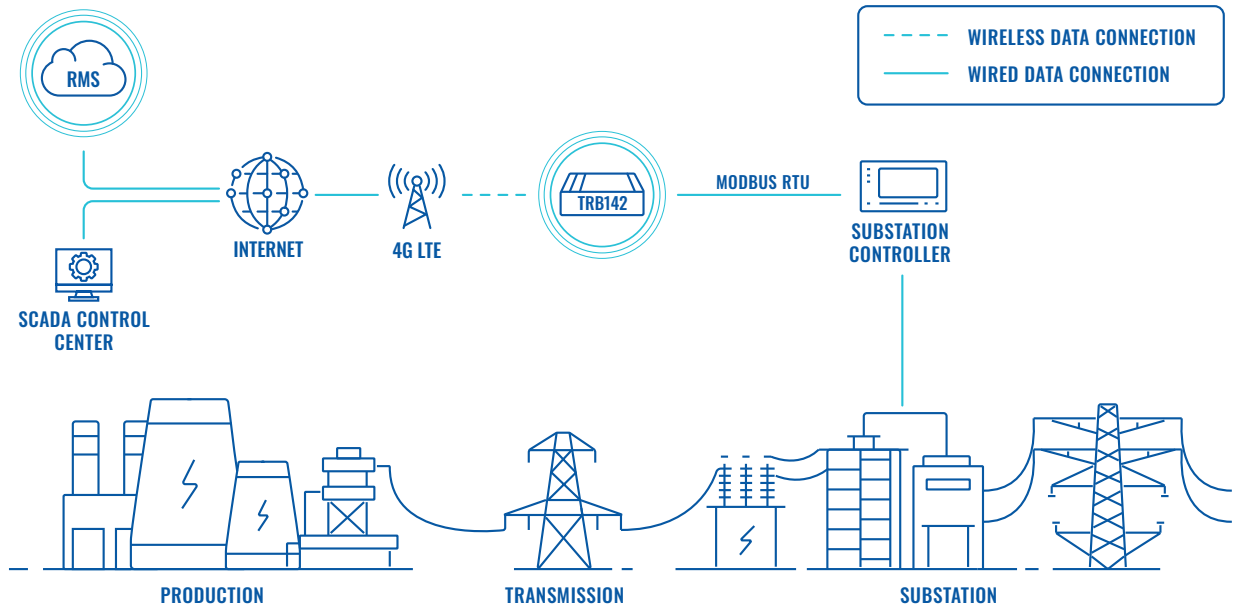 RMS
WIRELESS DATA CONNECTION
WIRED DATA CONNECTION
MODBUS RTU
TRB142
INTERNET
4G LTE
SUBSTATION
CONTROLLER
SCADA CONTROL
CENTER
PRODUCTION
TRANSMISSION
SUBSTATION